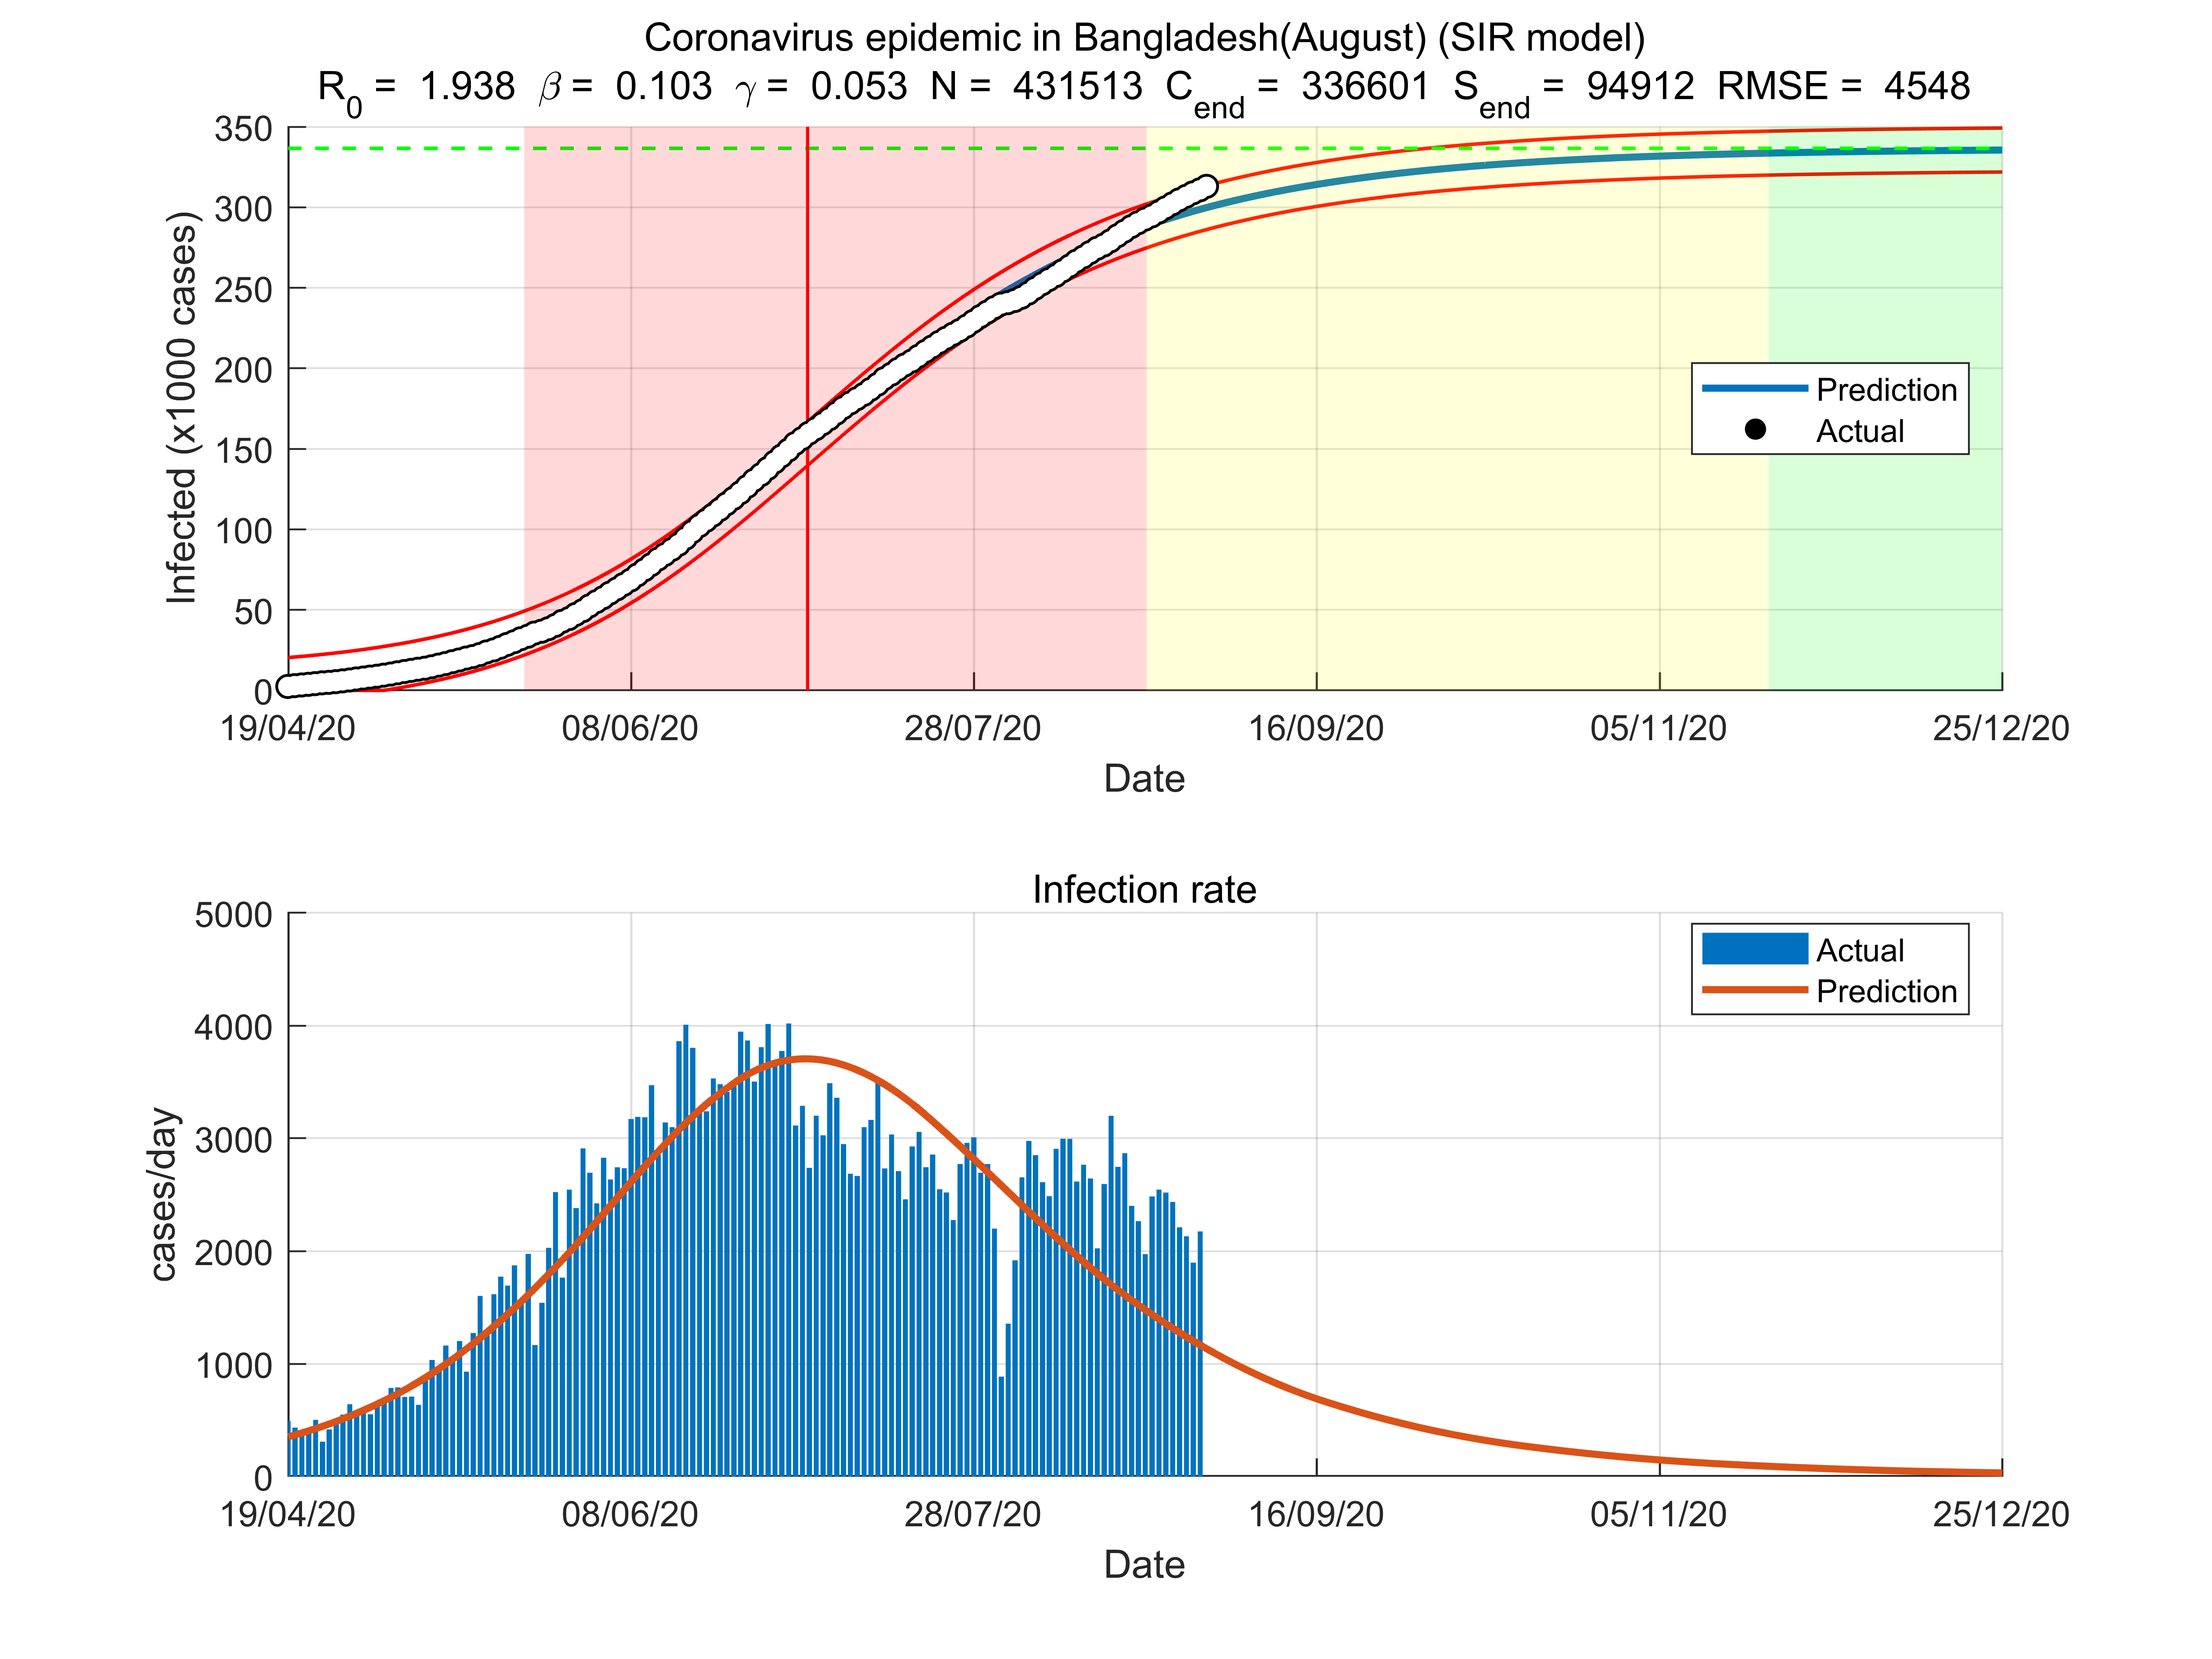 Coronavirus epidemic in Bangladesh(August) (SIR model)
R0 = 1.938 β = 0.103 γ = 0.053 N = 431513 Cend = 336601 Send = 94912 RMSE = 4548
350
300
250
200
150
100
50
0
Infected (x1000 cases)
Prediction
Actual
19/04/20 08/06/20 28/07/20 16/09/20 05/11/20 25/12/20
Date
Infection rate
5000
4000
3000
2000
1000
0
cases/day
Actual
Prediction
19/04/20 08/06/20 28/07/20 16/09/20 05/11/20 25/12/20
Date